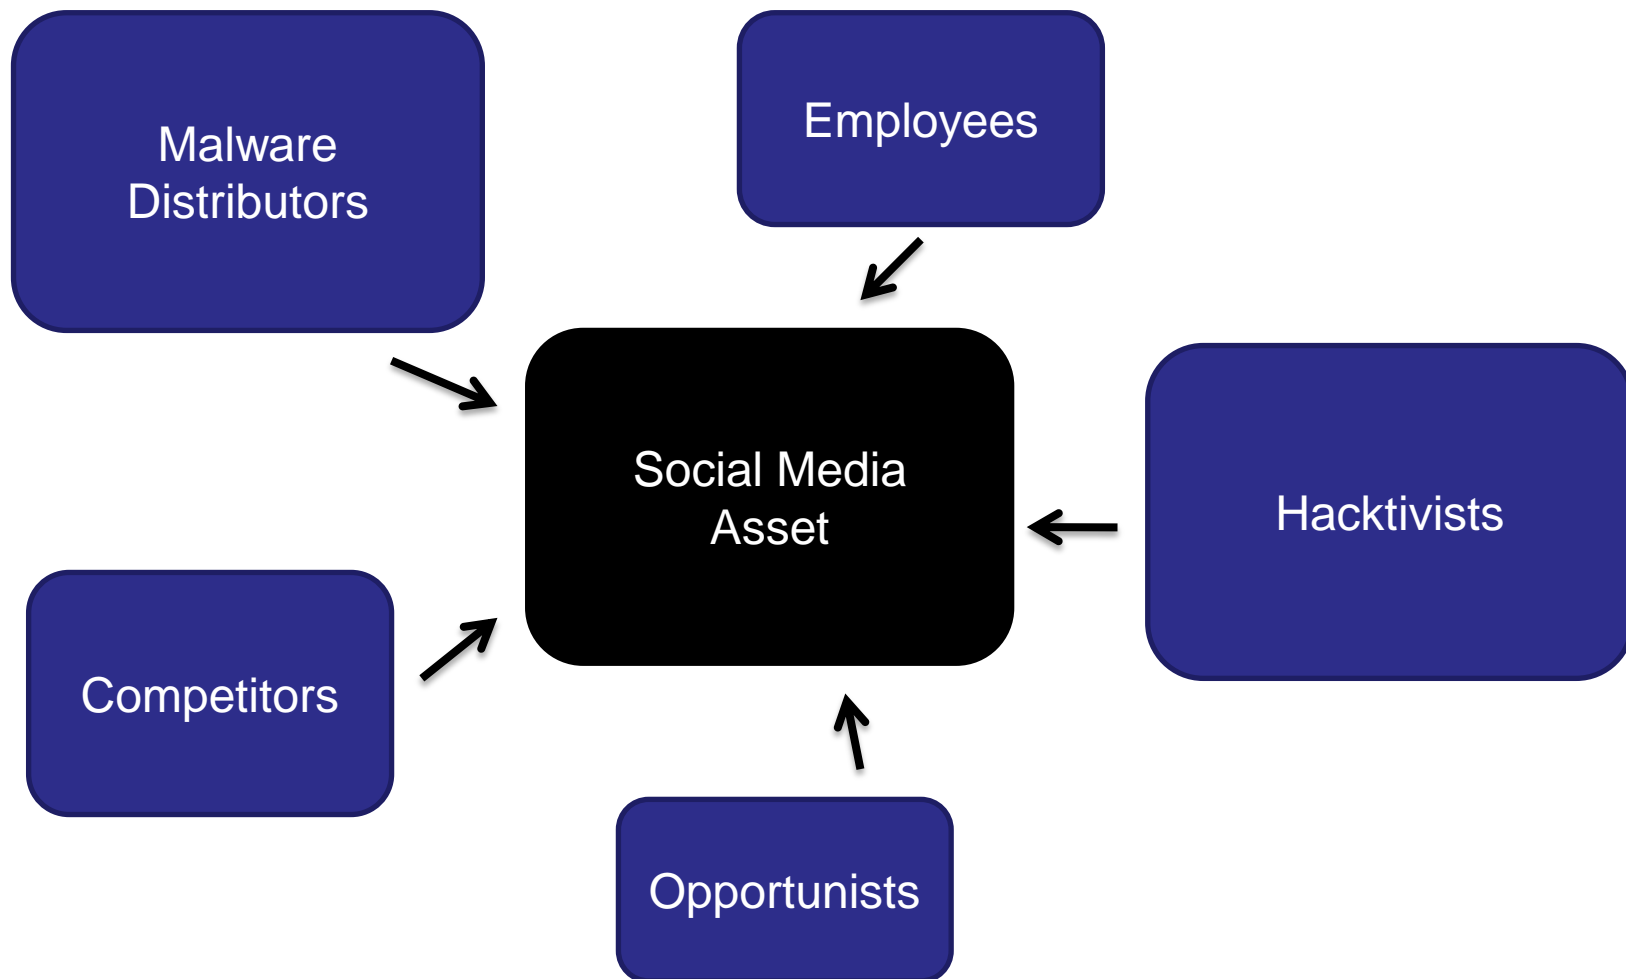 Malware
Distributors
Employees
Social Media
Asset
Hacktivists
Competitors
Opportunists